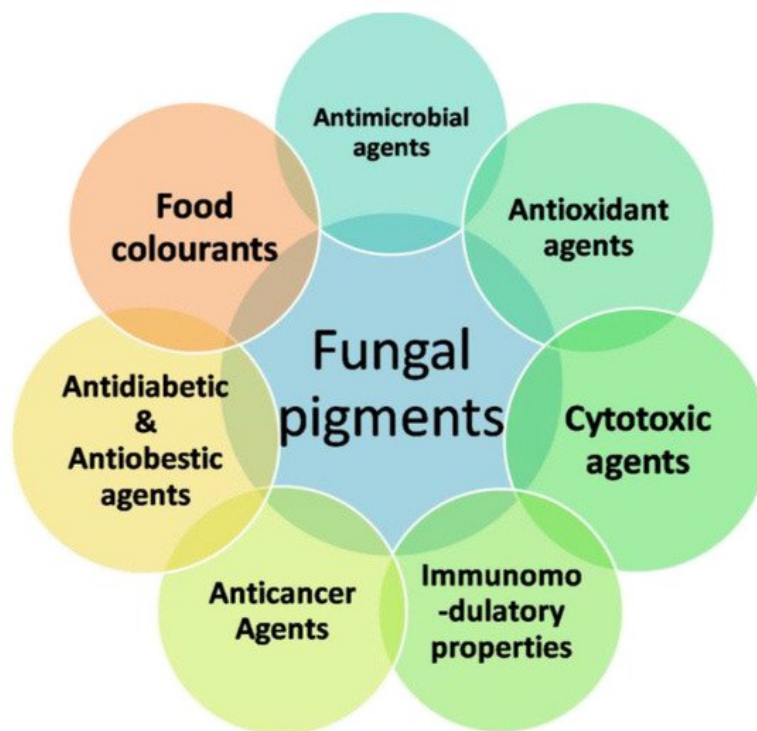 Antimicrobial
agents
Antioxidant
agents
Cytotoxic
agents
Immunomo
-dulatory
properties
Anticancer
Agents
Antidiabetic
&
Antiobestic
agents
Food
colourants
Fungal
pigments